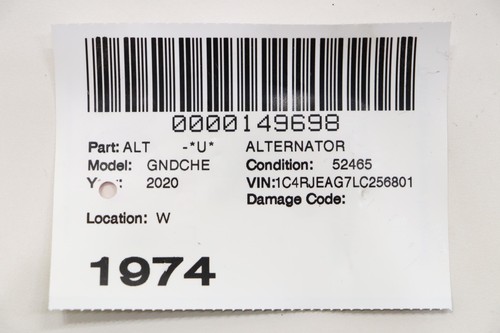 0000149698
Part: ALT -*U* ALTERNATOR
Model: GNDCHE Condition: 52465
2020 VIN:1C4RJEAG7LC256801
Damage Code:
Location: W
1974